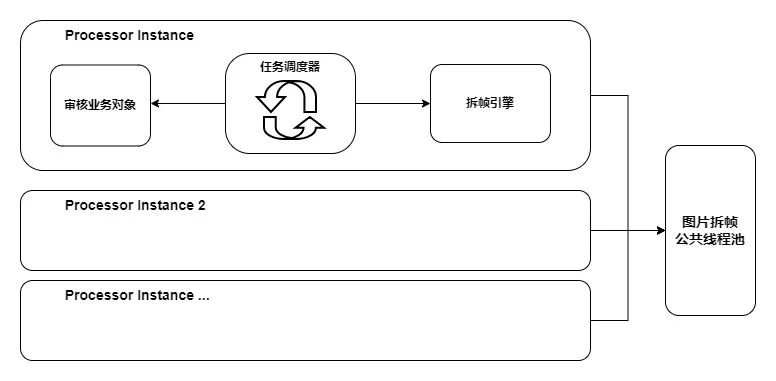 Processor Instance
任务调度器
审核业务对象
拆帧引擎
Processor Instance 2
图片拆帧
公共线程池
Processor Instance ...